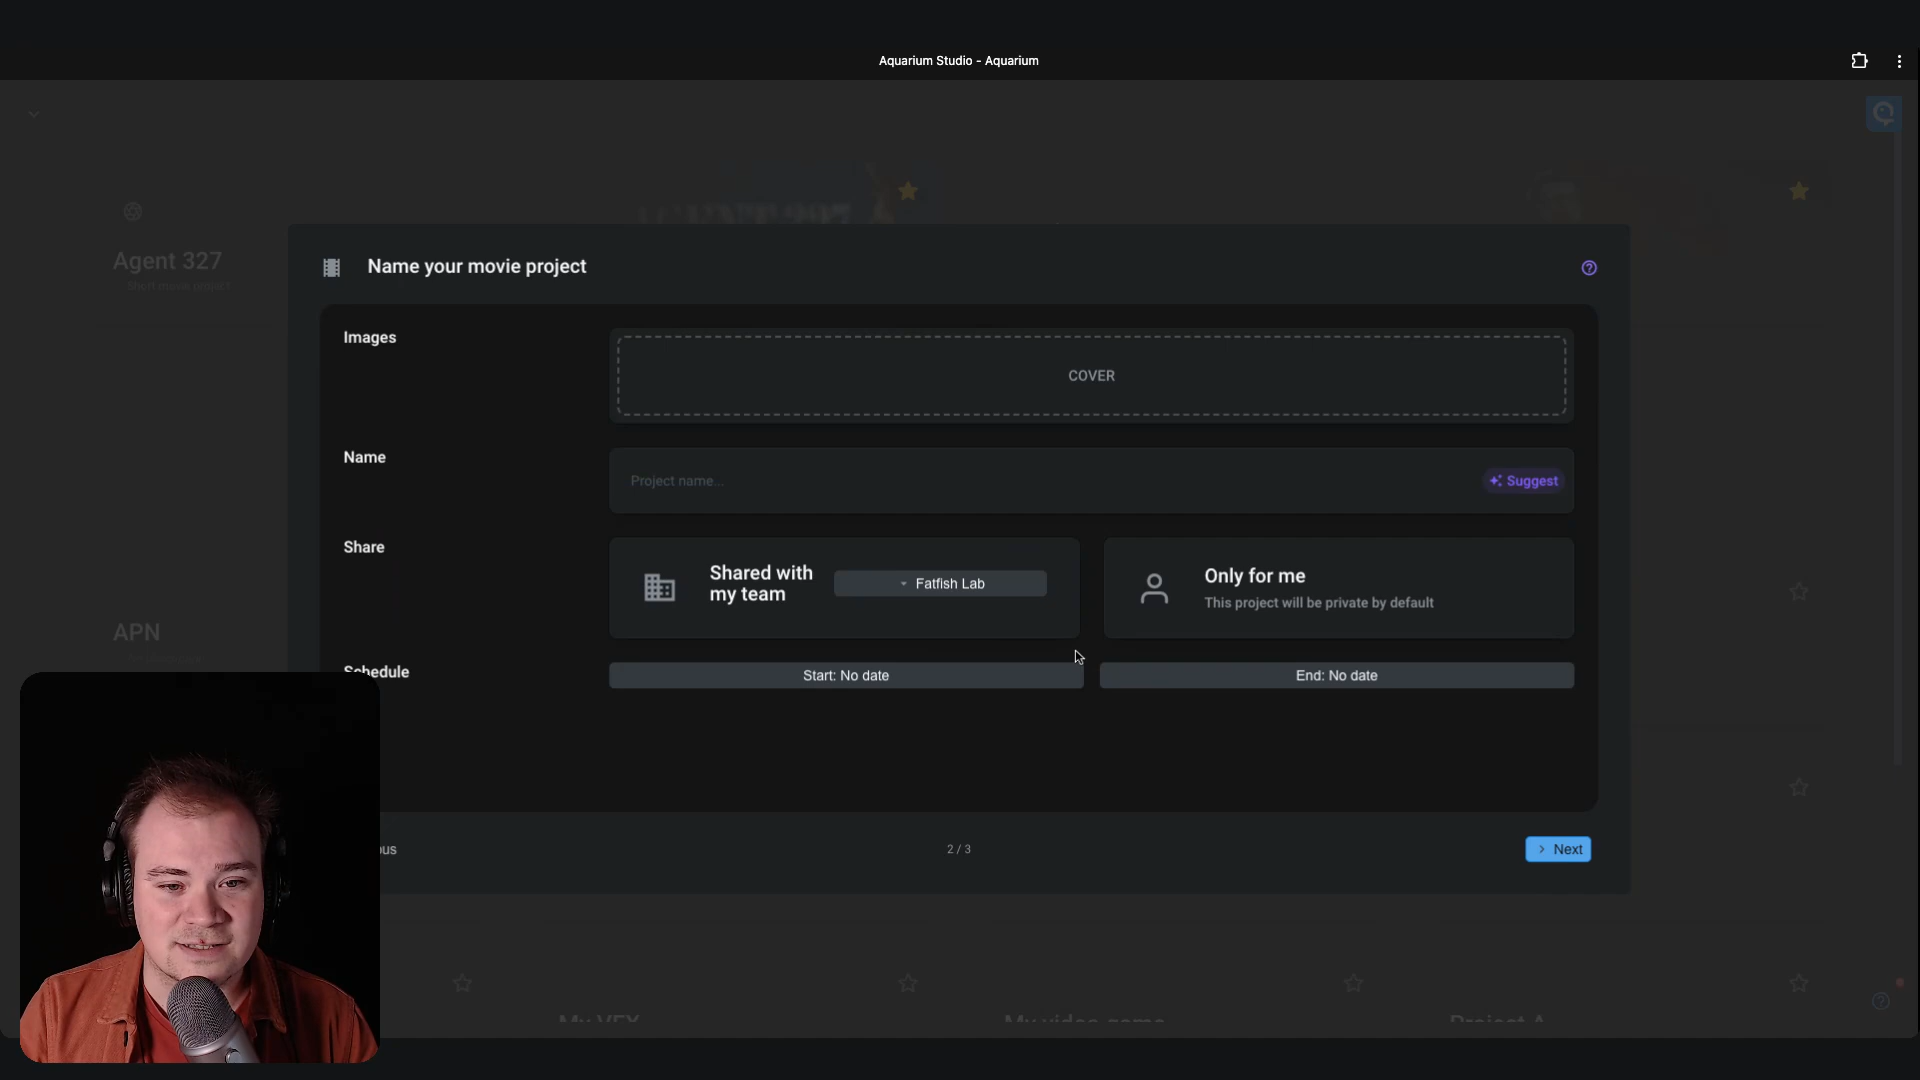 Aquarium Studio - Aquarium
Agent 327
Short movie project
Name your movie project
Images
COVER
Name
Project name...
Suggest
Share
Shared with
my team
Fatfish Lab
Only for me
This project will be private by default
APN
Schedule
Start: No date
End: No date
ous
2 / 3
Next
My VFX
My video game
Project A